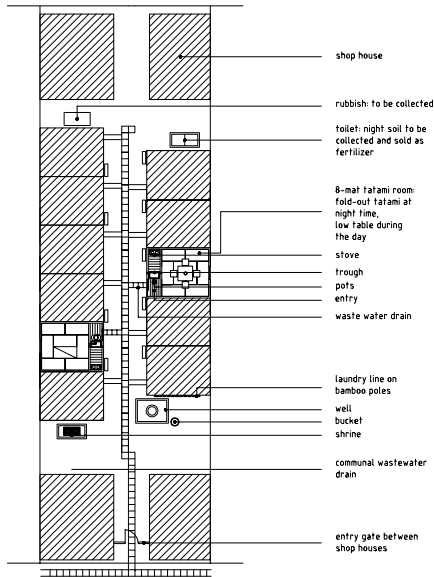 shop house
rubbish: to be collected
toilet: night soil to be
collected and sold as
fertilizer
8-mat tatami room:
fold-out tatami at
night time,
low table during
the day
stove
trough
pots
entry
waste water drain
laundry line on
bamboo poles
well
bucket
shrine
communal wastewater
drain
entry gate between
shop houses